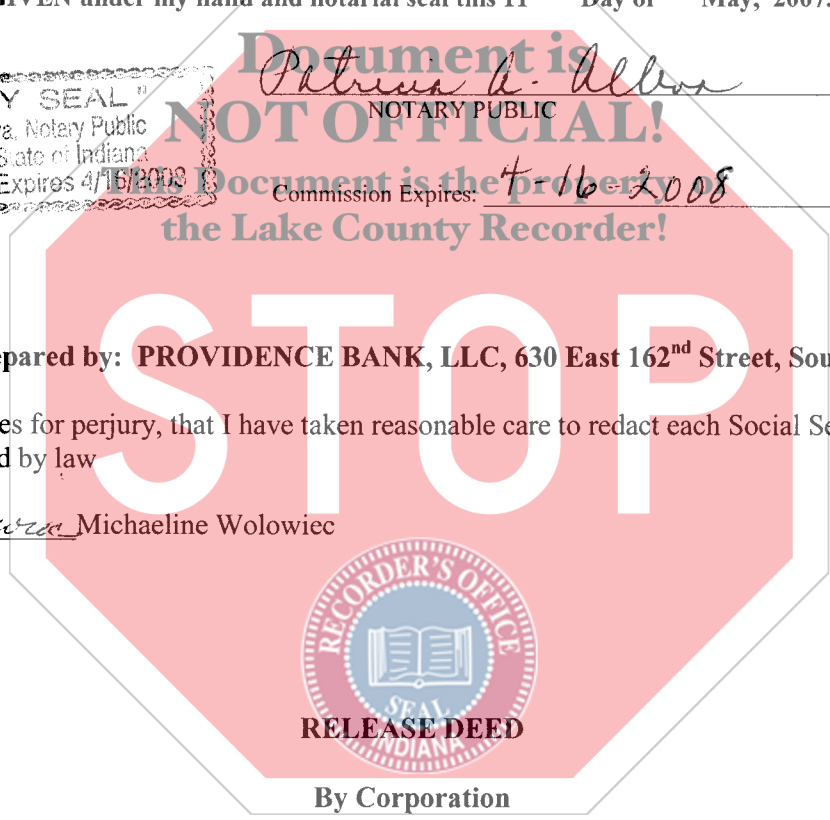 IVEN under my hand and notarial seal this 11 Day of May, 2007.
Document is
Patricia A.
Y SEAL"
NOTARY PUBLIC
NOT OFFICIAL!
a, Notary Public
State of Indiana
This Document is the property of
Expires 4/16/2008
Commission Expires: 4-16-2008
the Lake County Recorder!
STOP
epared by: PROVIDENCE BANK, LLC, 630 East 162nd Street, Sou
es for perjury, that I have taken reasonable care to redact each Social Se
d by law
Michaeline Wolowiec
RECORDER'S OFFICE
SEAL
INDIANA
RELEASE DEED
By Corporation